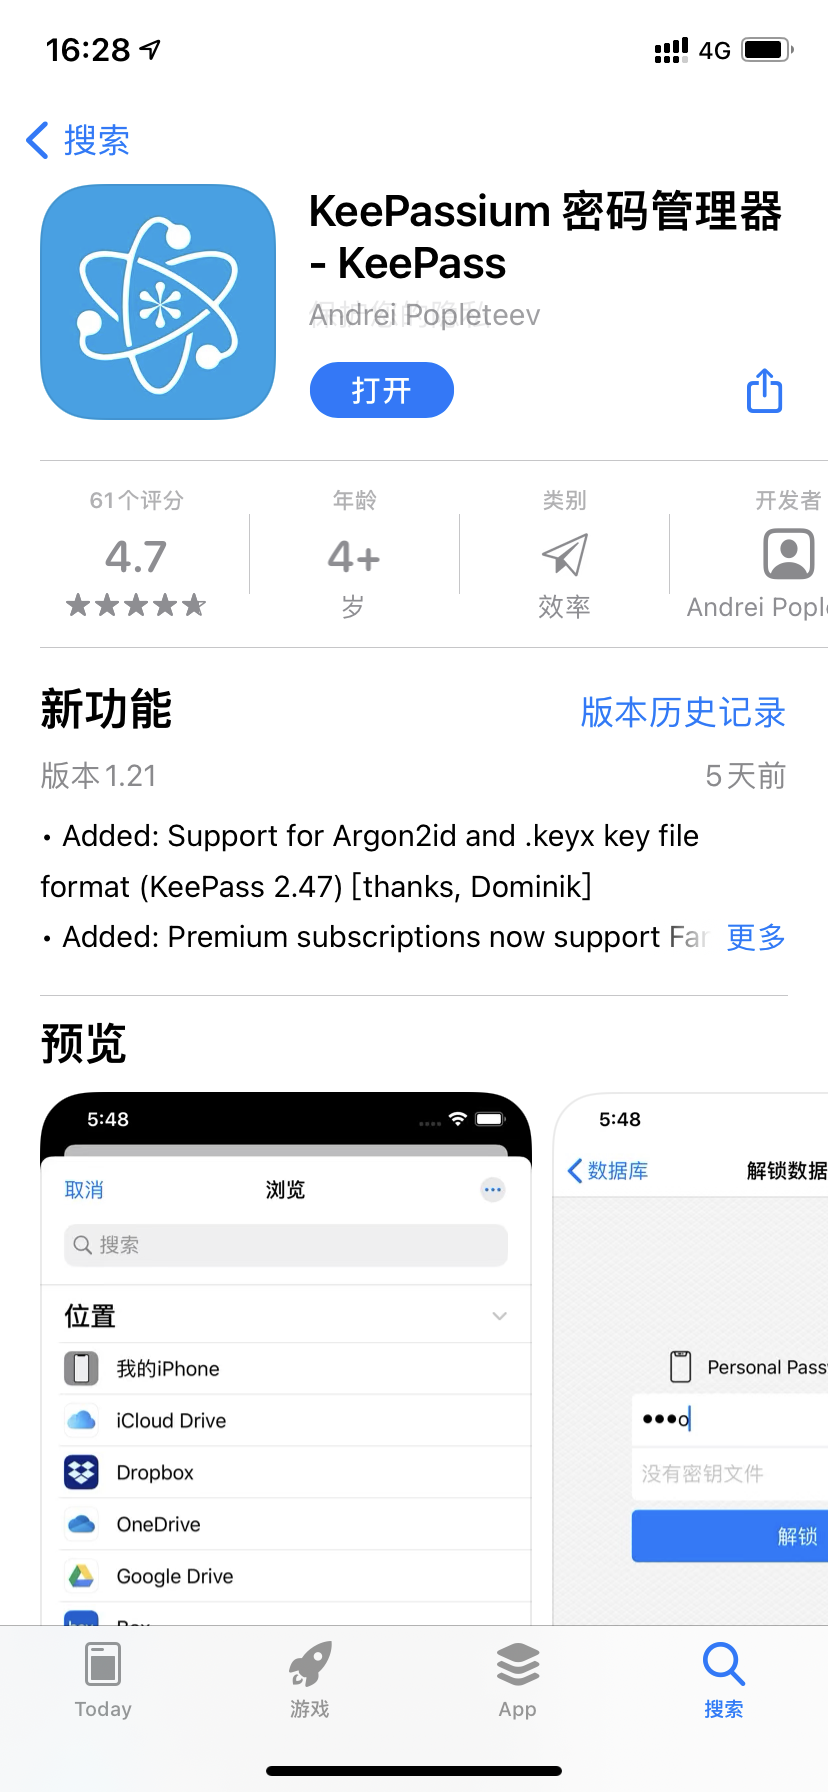 16:28
4G
搜索
KeePassium 密码管理器
- KeePass
Andrei Popleteev
打开
61个评分
年龄
类别
开发者
4.7
4+
岁
效率
Andrei Pople
新功能
版本历史记录
版本 1.21
5 天前
• Added: Support for Argon2id and .keyx key file
format (KeePass 2.47) [thanks, Dominik]
• Added: Premium subscriptions now support Far
更多
预览
5:48
取消
浏览
搜索
位置
我的iPhone
iCloud Drive
Dropbox
OneDrive
Google Drive
5:48
数据库
解锁数据
Personal Pass
●●●o
没有密钥文件
解锁
Today
游戏
App
搜索